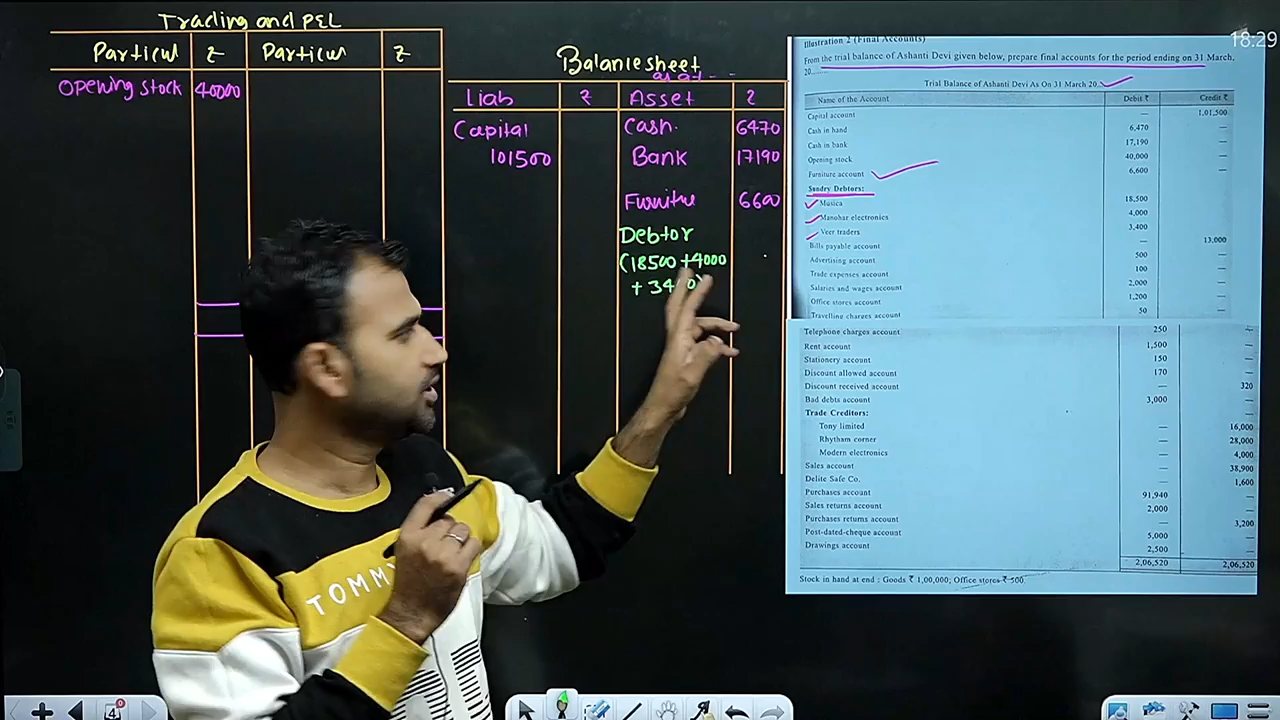 Trading and P&L
Particul ₹ Particul ₹
Opening stock 40000
Balance sheet
as at - - -
Liab ₹ Asset ₹
Capital
101500
Cash. 6470
Bank 17190
Furnitre 6600
Debtor
(18500+4000
+ 34
TOMMY
18:29
Illustration 2 (Final Accounts)
From the trial balance of Ashanti Devi given below, prepare final accounts for the period ending on 31 March,
20......
Trial Balance of Ashanti Devi As On 31 March 20..
Name of the Account Debit ₹ Credit ₹
Capital account — 1,01,500
Cash in hand 6,470 —
Cash in bank 17,190 —
Opening stock 40,000 —
Furniture account 6,600 —
Sundry Debtors:
Musica 18,500
Manohar electronics 4,000
Veer traders 3,400
Bills payable account — 13,000
Advertising account 500 —
Trade expenses account 100 —
Salaries and wages account 2,000 —
Office stores account 1,200 —
Travelling charges account 50 —
Telephone charges account 250 —
Rent account 1,500 —
Stationery account 150 —
Discount allowed account 170 —
Discount received account 320
Bad debts account 3,000 —
Trade Creditors:
Tony limited — 16,000
Rhytham corner — 28,000
Modern electronics — 4,000
Sales account — 38,900
Delite Safe Co. — 1,600
Purchases account 91,940 —
Sales returns account 2,000 —
Purchases returns account — 3,200
Post-dated-cheque account 5,000 —
Drawings account 2,500 —
2,06,520 2,06,520
Stock in hand at end : Goods ₹ 1,00,000; Office stores ₹ 500.
4